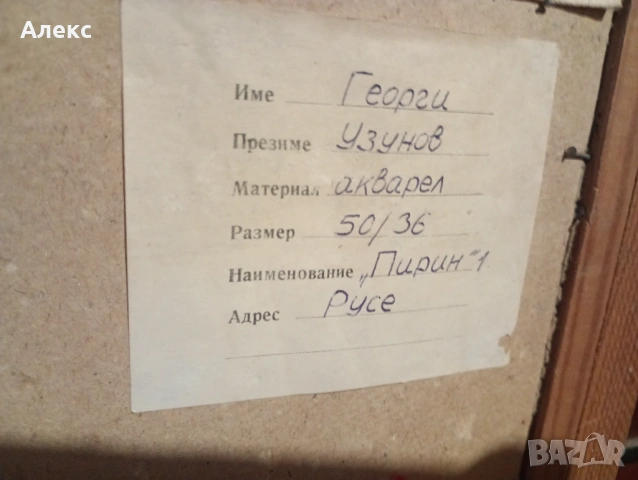 Алекс
Име Георги
Презиме Узунов
Материал акварел
Размер 50/36
Наименование „Пирин“ 1
Адрес Русе
BAZAR